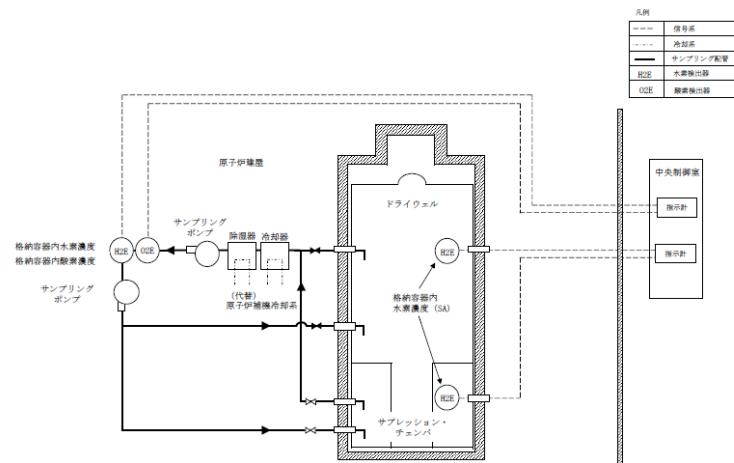 凡例
信号系
冷却系
サンプリング配管
H2E 水素検出器
O2E 酸素検出器
原子炉建屋
中央制御室
指示計
指示計
ドライウェル
サンプリング
ポンプ
除湿器 冷却器
格納容器内水素濃度
格納容器内酸素濃度
H2E O2E
H2E
サンプリング
ポンプ
(代替)
原子炉補機冷却系
格納容器内
水素濃度 (SA)
H2E
サプレッション・
チェンバ